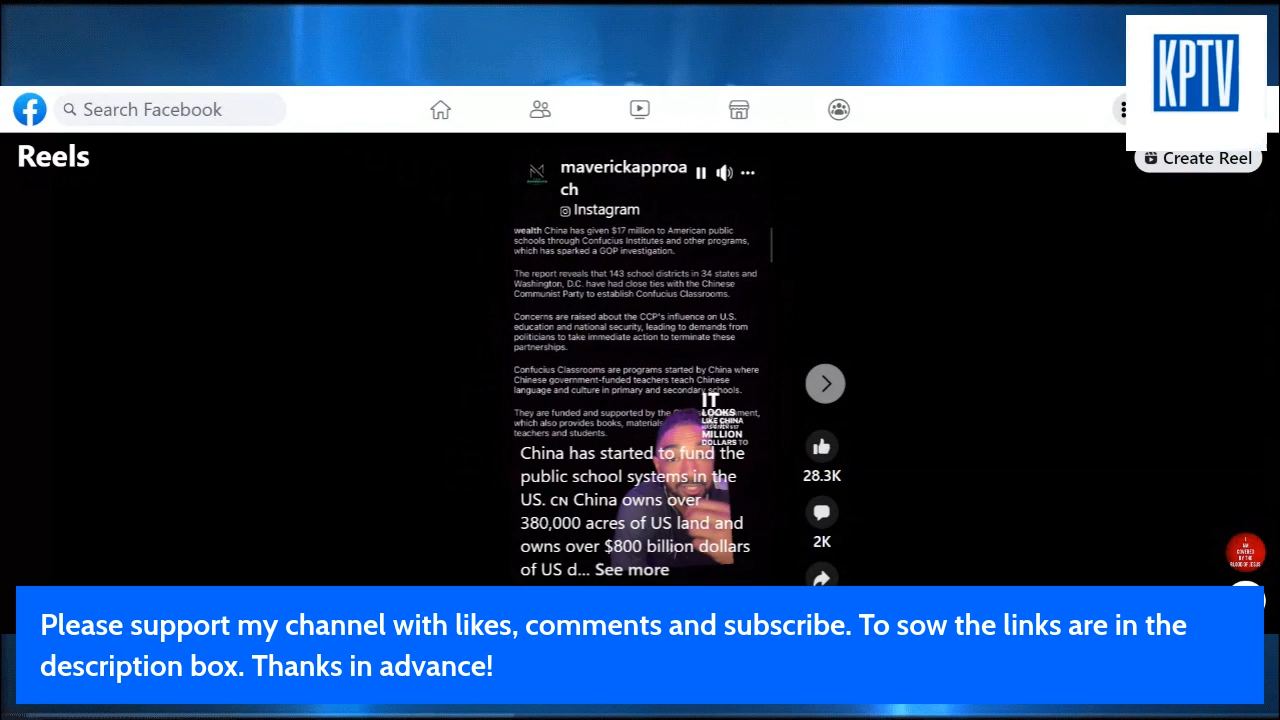 KPTV
Search Facebook
Reels
Create Reel
maverickapproa
ch
Instagram
wealth China has given $17 million to American public
schools through Confucius Institutes and other programs,
which has sparked a GOP investigation.
The report reveals that 143 school districts in 34 states and
Washington, D.C. have had close ties with the Chinese
Communist Party to establish Confucius Classrooms.
Concerns are raised about the CCP's influence on U.S.
education and national security, leading to demands from
politicians to take immediate action to terminate these
partnerships.
Confucius Classrooms are programs started by China where
Chinese government-funded teachers teach Chinese
language and culture in primary and secondary schools.
They are funded and supported by the
which also provides books, materials
teachers and students.
IT
LOOKS
LIKE CHINA
MILLION
DOLLARS TO
China has started to fund the
public school systems in the
US. CN China owns over
380,000 acres of US land and
owns over $800 billion dollars
of US d... See more
28.3K
2K
I
AM
COVERED
BY THE
BLOOD OF JESUS
Please support my channel with likes, comments and subscribe. To sow the links are in the
description box. Thanks in advance!